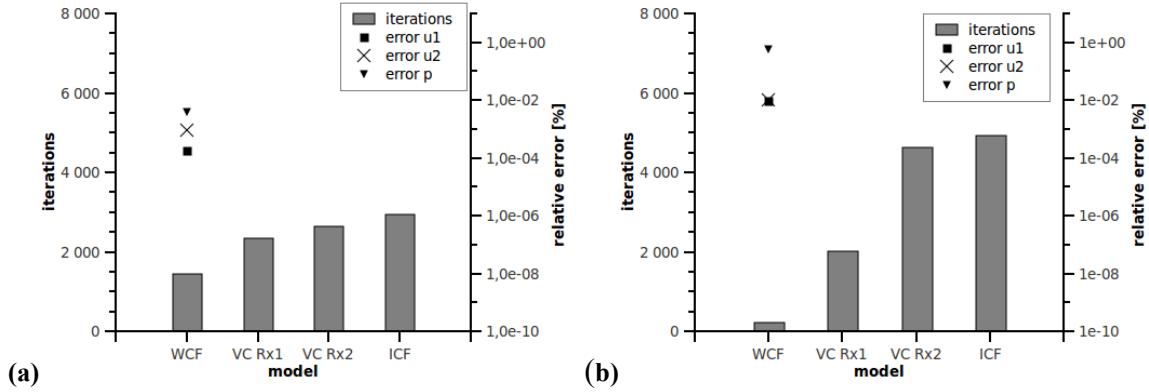 8 000
6 000
4 000
2 000
0
iterations
iterations
error u1
error u2
error p
1,0e+00
1,0e-02
1,0e-04
1,0e-06
1,0e-08
1,0e-10
relative error [%]
WCF VC Rx1 VC Rx2 ICF
model
(a)
8 000
6 000
4 000
2 000
0
iterations
iterations
error u1
error u2
error p
1e+00
1e-02
1e-04
1e-06
1e-08
1e-10
relative error [%]
WCF VC Rx1 VC Rx2 ICF
model
(b)